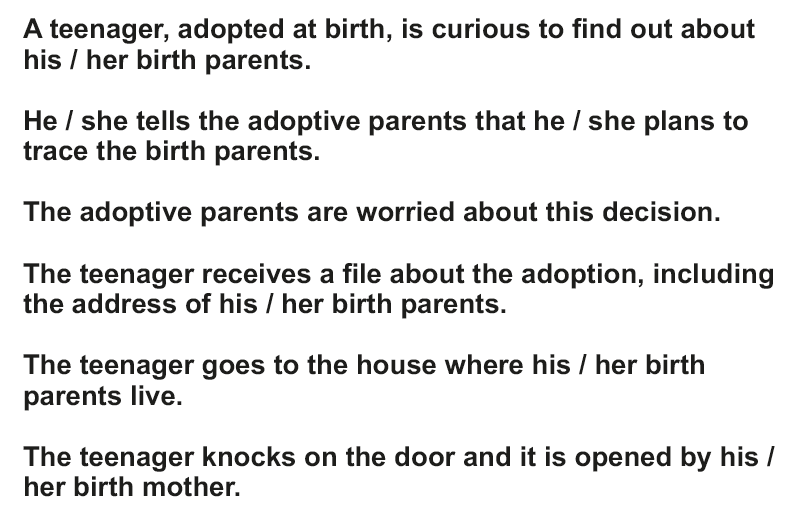 A teenager, adopted at birth, is curious to find out about
his / her birth parents.
He / she tells the adoptive parents that he / she plans to
trace the birth parents.
The adoptive parents are worried about this decision.
The teenager receives a file about the adoption, including
the address of his / her birth parents.
The teenager goes to the house where his / her birth
parents live.
The teenager knocks on the door and it is opened by his /
her birth mother.